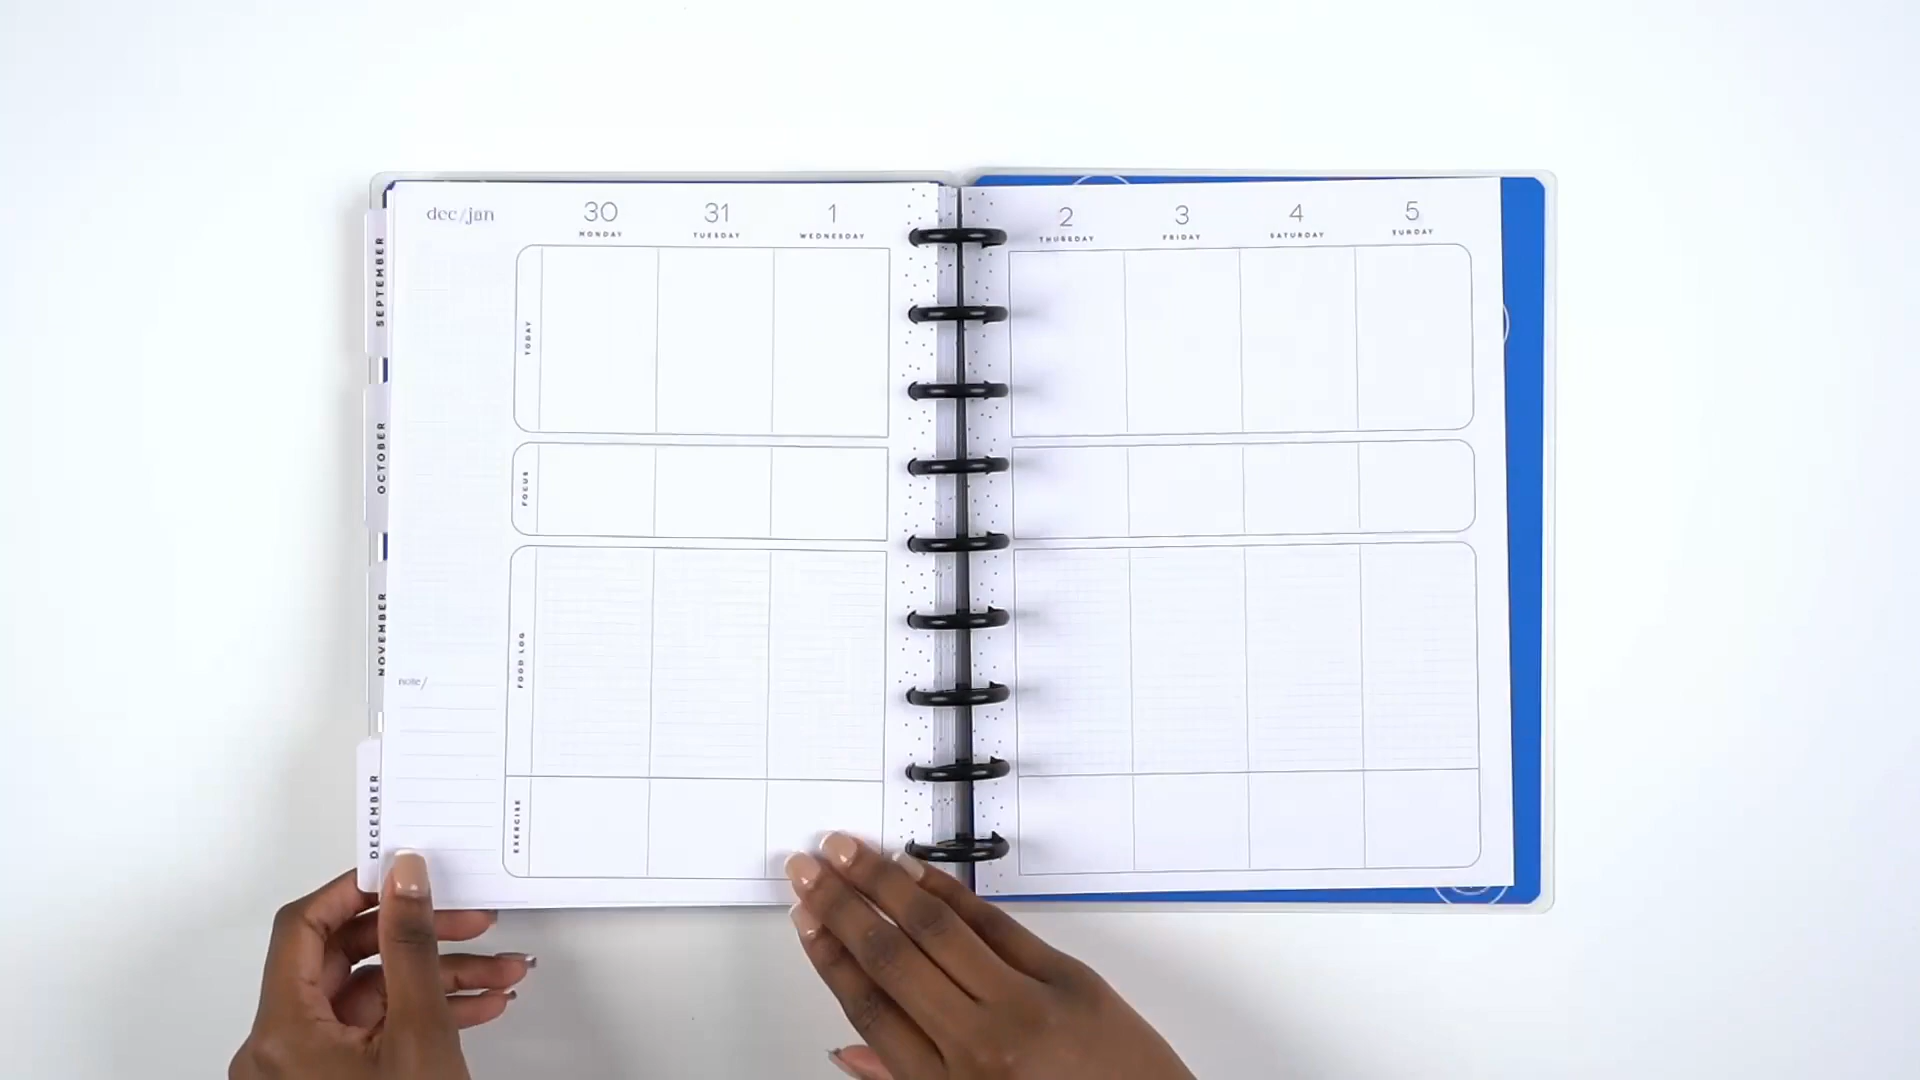 dec/jan
30
MONDAY
31
TUESDAY
1
WEDNESDAY
2
THURSDAY
3
FRIDAY
4
SATURDAY
5
SUNDAY
TODAY
FOCUS
FOOD LOG
EXERCISE
note/
SEPTEMBER
OCTOBER
NOVEMBER
DECEMBER